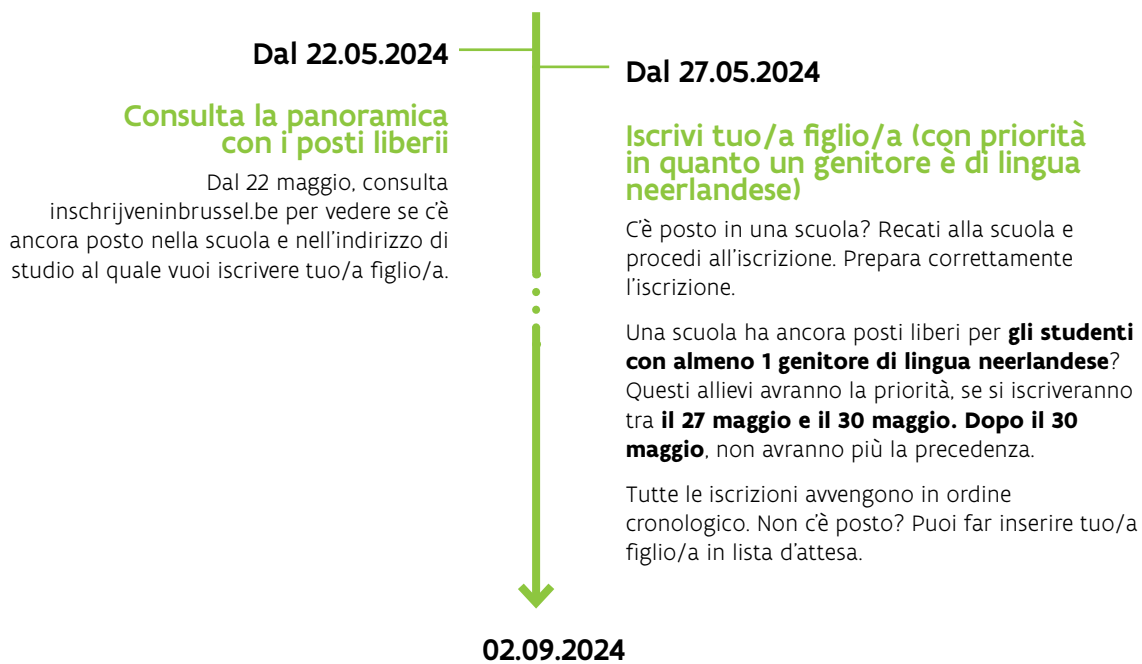 Dal 22.05.2024
Consulta la panoramica
con i posti liberii
Dal 22 maggio, consulta
inschrijveninbrussel.be per vedere se c'è
ancora posto nella scuola e nell'indirizzo di
studio al quale vuoi iscrivere tuo/a figlio/a.
Dal 27.05.2024
Iscrivi tuo/a figlio/a (con priorità
in quanto un genitore è di lingua
neerlandese)
C'è posto in una scuola? Recati alla scuola e
procedi all'iscrizione. Prepara correttamente
l'iscrizione.
Una scuola ha ancora posti liberi per gli studenti
con almeno 1 genitore di lingua neerlandese?
Questi allievi avranno la priorità, se si iscriveranno
tra il 27 maggio e il 30 maggio. Dopo il 30
maggio, non avranno più la precedenza.
Tutte le iscrizioni avvengono in ordine
cronologico. Non c'è posto? Puoi far inserire tuo/a
figlio/a in lista d'attesa.
02.09.2024